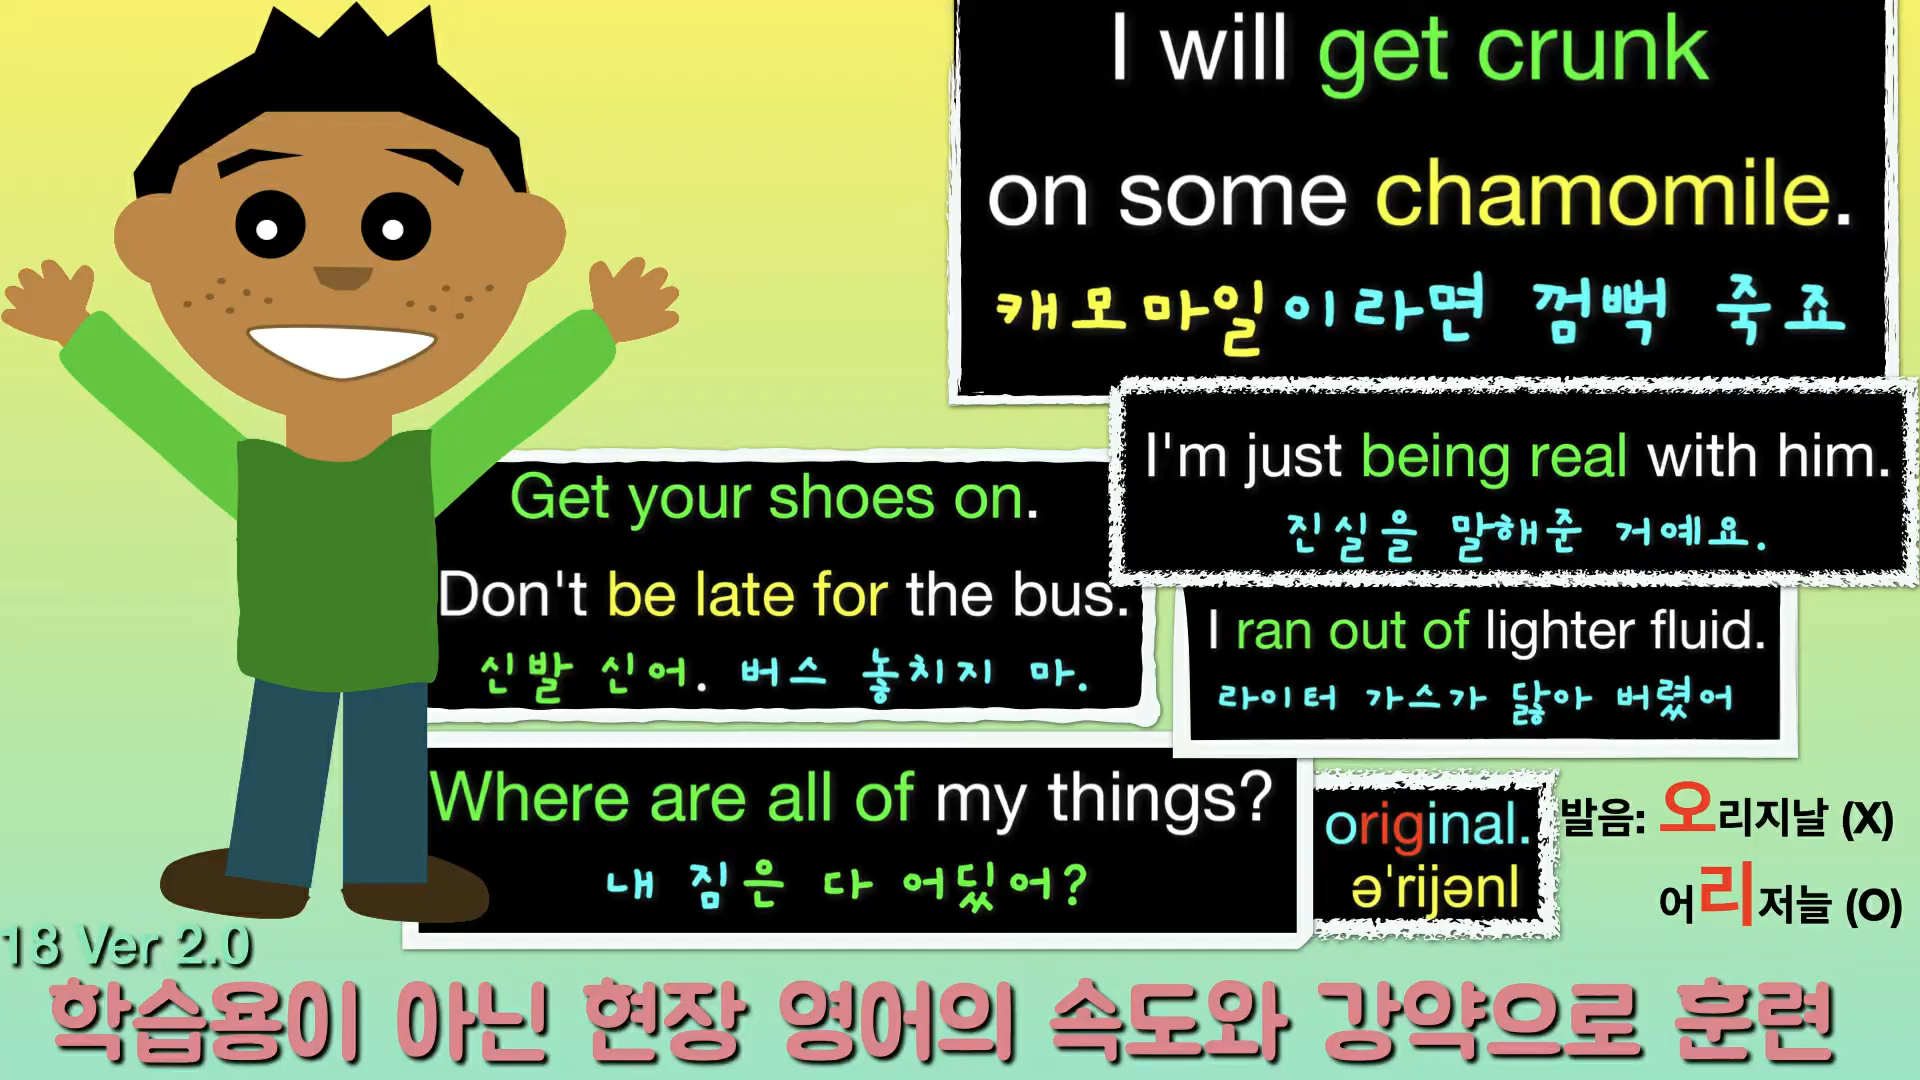 I will get crunk
on some chamomile.
캐모마일이라면 껌뻑 죽죠
I'm just being real with him.
진실을 말해준 거예요.
Get your shoes on.
Don't be late for the bus.
신발 신어. 버스 놓치지 마.
I ran out of lighter fluid.
라이터 가스가 닳아 버렸어
Where are all of my things?
내 짐은 다 어딨어?
original.
ə'rijənl
발음: 오리지날 (X)
어리저늘 (O)
18 Ver 2.0
학습용이 아닌 현장 영어의 속도와 강약으로 훈련